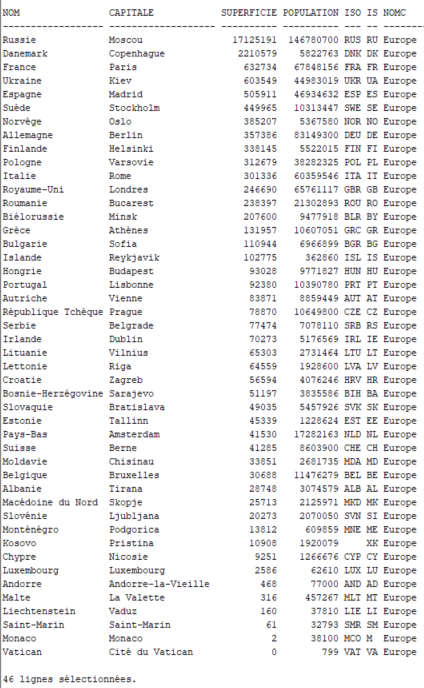 NOM CAPITALE SUPERFICIE POPULATION ISO IS NOMC
------------------ ------------------ ---------- ---------- --- -- -------
Russie Moscou 17125191 146780700 RUS RU Europe
Danemark Copenhague 2210579 5822763 DNK DK Europe
France Paris 632734 67848156 FRA FR Europe
Ukraine Kiev 603549 44983019 UKR UA Europe
Espagne Madrid 505911 46934632 ESP ES Europe
Suède Stockholm 449965 10313447 SWE SE Europe
Norvège Oslo 385207 5367580 NOR NO Europe
Allemagne Berlin 357386 83149300 DEU DE Europe
Finlande Helsinki 338145 5522015 FIN FI Europe
Pologne Varsovie 312679 38282325 POL PL Europe
Italie Rome 301336 60359546 ITA IT Europe
Royaume-Uni Londres 246690 65761117 GBR GB Europe
Roumanie Bucarest 238397 21302893 ROU RO Europe
Biélorussie Minsk 207600 9477918 BLR BY Europe
Grèce Athènes 131957 10607051 GRC GR Europe
Bulgarie Sofia 110944 6966899 BGR BG Europe
Islande Reykjavik 102775 362860 ISL IS Europe
Hongrie Budapest 93028 9771827 HUN HU Europe
Portugal Lisbonne 92380 10390780 PRT PT Europe
Autriche Vienne 83871 8859449 AUT AT Europe
République Tchèque Prague 78870 10649800 CZE CZ Europe
Serbie Belgrade 77474 7078110 SRB RS Europe
Irlande Dublin 70273 5176569 IRL IE Europe
Lituanie Vilnius 65303 2731464 LTU LT Europe
Lettonie Riga 64559 1928600 LVA LV Europe
Croatie Zagreb 56594 4076246 HRV HR Europe
Bosnie-Herzégovine Sarajevo 51197 3835586 BIH BA Europe
Slovaquie Bratislava 49035 5457926 SVK SK Europe
Estonie Tallinn 45339 1228624 EST EE Europe
Pays-Bas Amsterdam 41530 17282163 NLD NL Europe
Suisse Berne 41285 8603900 CHE CH Europe
Moldavie Chisinau 33851 2681735 MDA MD Europe
Belgique Bruxelles 30688 11476279 BEL BE Europe
Albanie Tirana 28748 3074579 ALB AL Europe
Macédoine du Nord Skopje 25713 2125971 MKD MK Europe
Slovénie Ljubljana 20273 2070050 SVN SI Europe
Monténégro Podgorica 13812 609859 MNE ME Europe
Kosovo Pristina 10908 1920079 XK Europe
Chypre Nicosie 9251 1266676 CYP CY Europe
Luxembourg Luxembourg 2586 62610 LUX LU Europe
Andorre Andorre-la-Vieille 468 77000 AND AD Europe
Malte La Valette 316 457267 MLT MT Europe
Liechtenstein Vaduz 160 37810 LIE LI Europe
Saint-Marin Saint-Marin 61 32793 SMR SM Europe
Monaco Monaco 2 38100 MCO M Europe
Vatican Cité du Vatican 0 799 VAT VA Europe
46 lignes sélectionnées.